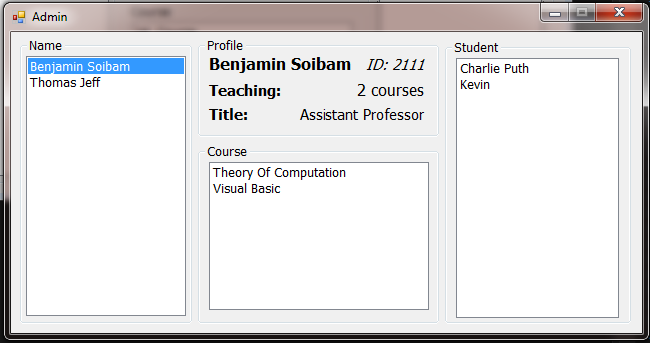 Admin
Name
Benjamin Soibam
Thomas Jeff
Profile
Benjamin Soibam ID: 2111
Teaching: 2 courses
Title: Assistant Professor
Course
Theory Of Computation
Visual Basic
Student
Charlie Puth
Kevin